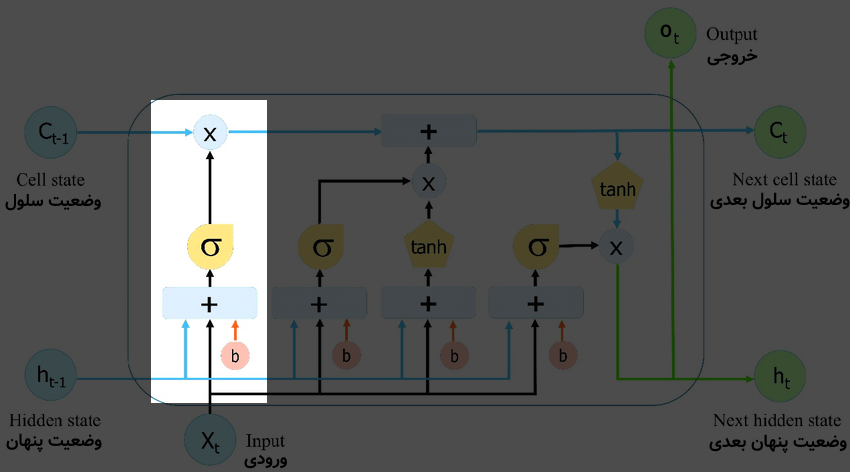 Oₜ
Output
خروجی
Cₜ₋₁
x
+
Cₜ
Cell state
وضعیت سلول
x
tanh
Next cell state
وضعیت سلول بعدی
σ
σ
tanh
σ
x
+
+
+
+
b
b
b
b
hₜ₋₁
hₜ
Hidden state
وضعیت پنهان
Next hidden state
وضعیت پنهان بعدی
Xₜ
Input
ورودی